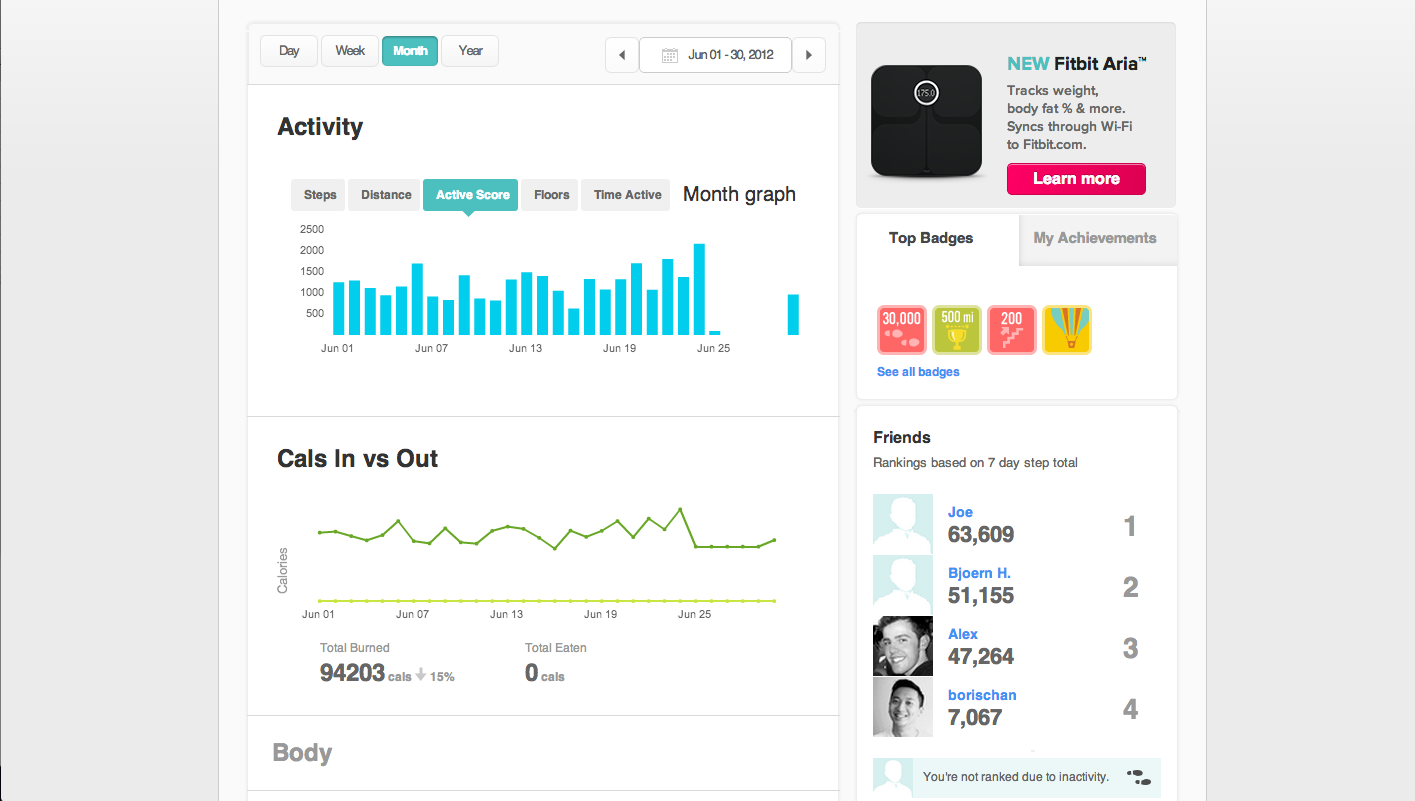 Day Week Month Year
Jun 01 - 30, 2012
Activity
Steps Distance Active Score Floors Time Active Month graph
2500
2000
1500
1000
500
Jun 01 Jun 07 Jun 13 Jun 19 Jun 25
Cals In vs Out
Calories
Jun 01 Jun 07 Jun 13 Jun 19 Jun 25
Total Burned
94203 cals 15%
Total Eaten
0 cals
Body
175.0
NEW Fitbit Aria™
Tracks weight,
body fat % & more.
Syncs through Wi-Fi
to Fitbit.com.
Learn more
Top Badges My Achievements
30,000 500 mi 200
See all badges
Friends
Rankings based on 7 day step total
Joe
63,609
1
Bjoern H.
51,155
2
Alex
47,264
3
borischan
7,067
4
You're not ranked due to inactivity.